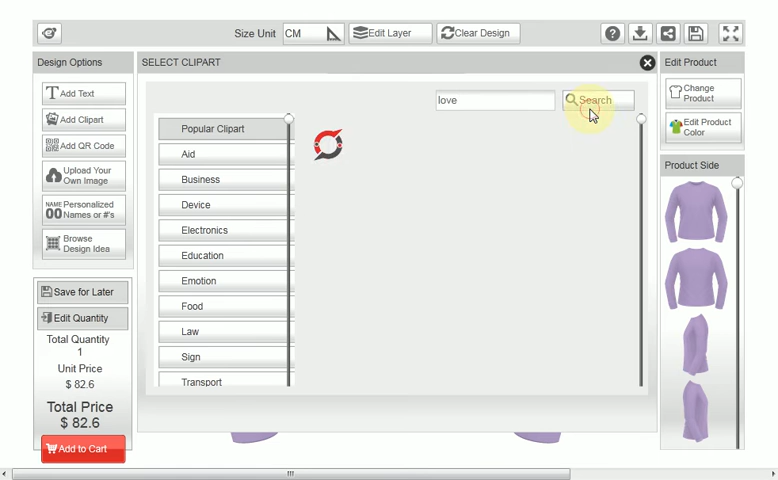 Size Unit
CM
Edit Layer
Clear Design
?
Design Options
Add Text
Add Clipart
Add QR Code
Upload Your
Own Image
NAME Personalized
00 Names or #'s
Browse
Design Idea
Save for Later
Edit Quantity
Total Quantity
1
Unit Price
$ 82.6
Total Price
$ 82.6
Add to Cart
SELECT CLIPART
love
Search
Popular Clipart
Aid
Business
Device
Electronics
Education
Emotion
Food
Law
Sign
Transport
Edit Product
Change
Product
Edit Product
Color
Product Side